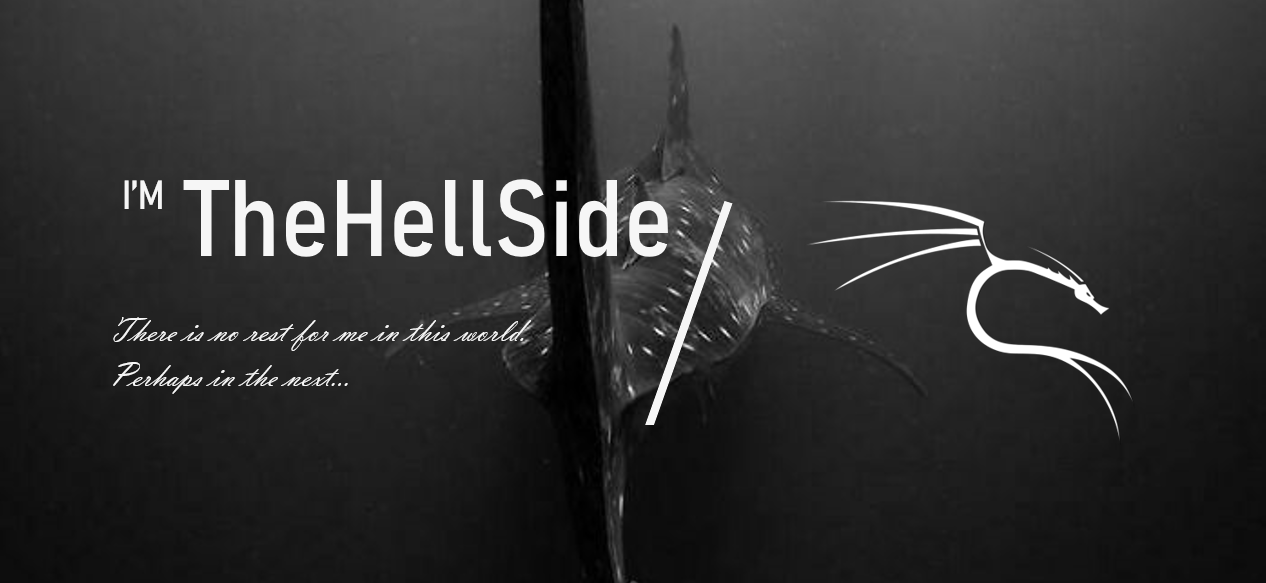 I'M TheHellSide
There is no rest for me in this world.
Perhaps in the next...